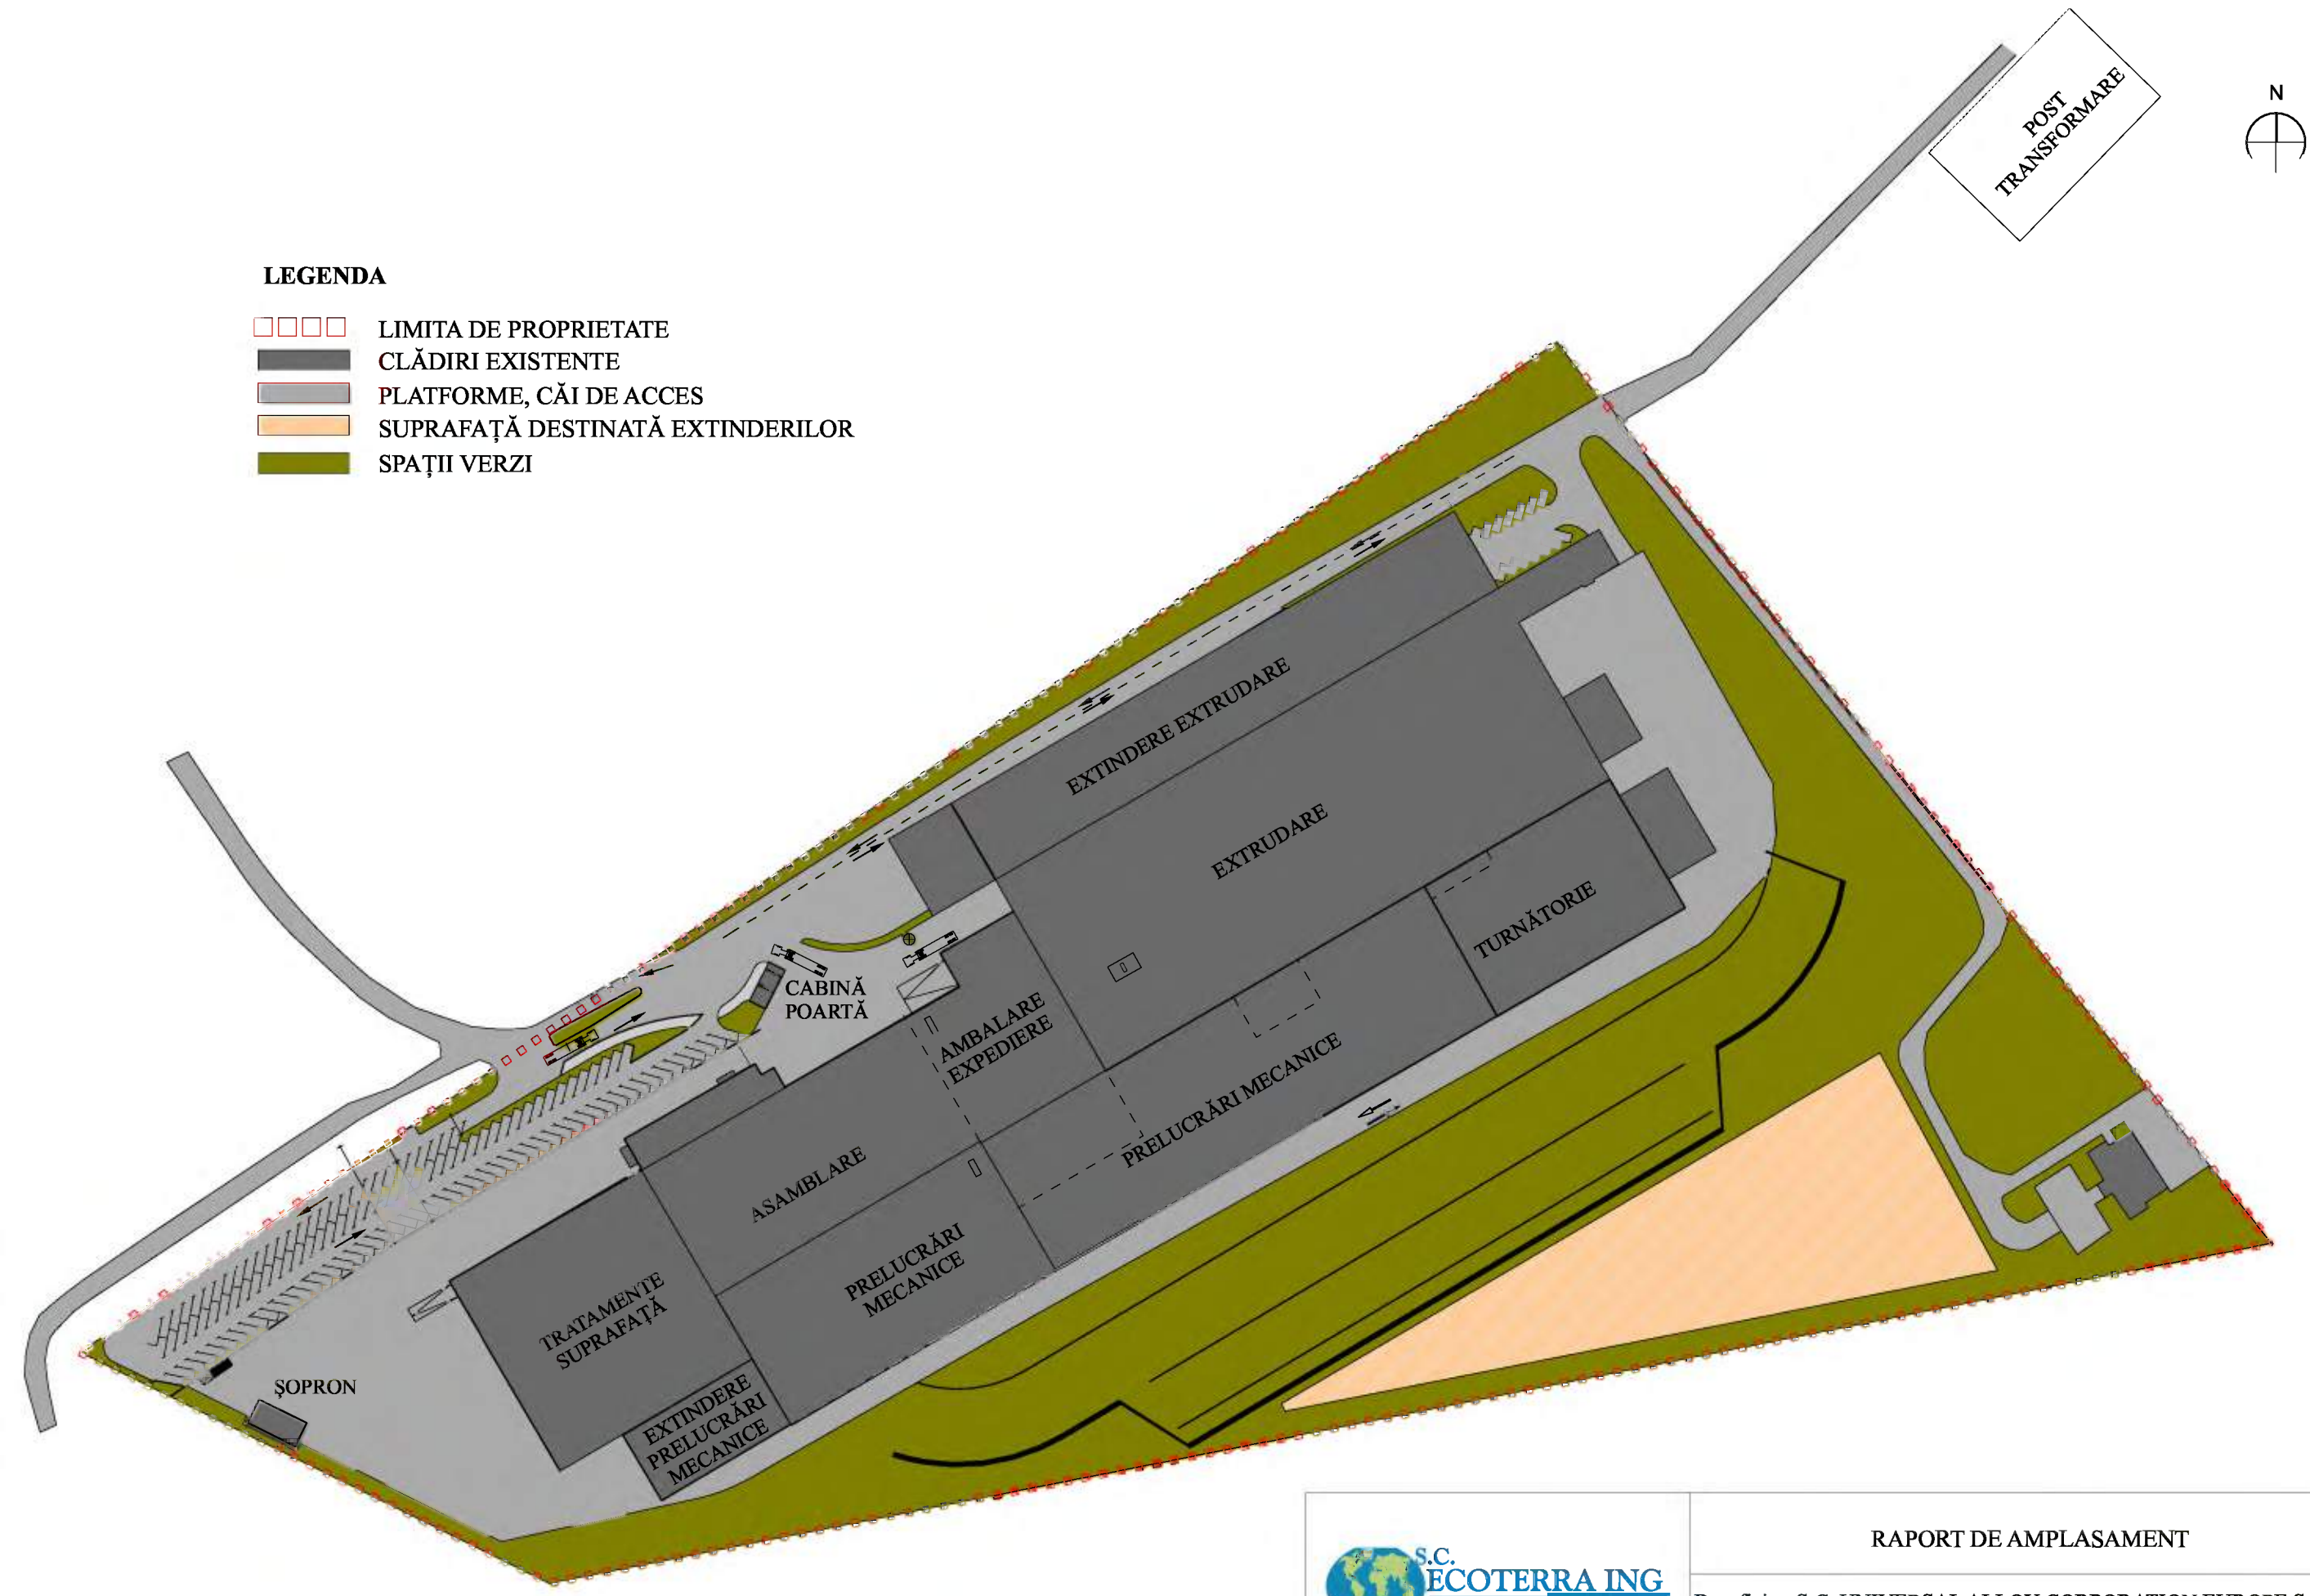 POST
TRANSFORMARE
N
LEGENDA
LIMITA DE PROPRIETATE
CLĂDIRI EXISTENTE
PLATFORME, CĂI DE ACCES
SUPRAFAȚĂ DESTINATĂ EXTINDERILOR
SPAȚII VERZI
EXTINDERE EXTRUDARE
EXTRUDARE
TURNĂTORIE
CABINĂ
POARTĂ
AMBALARE
EXPEDIERE
PRELUCRĂRI MECANICE
ASAMBLARE
PRELUCRĂRI
MECANICE
TRATAMENTE
SUPRAFAȚĂ
EXTINDERE
PRELUCRĂRI
MECANICE
ȘOPRON
S.C.
ECOTERRA ING
RAPORT DE AMPLASAMENT